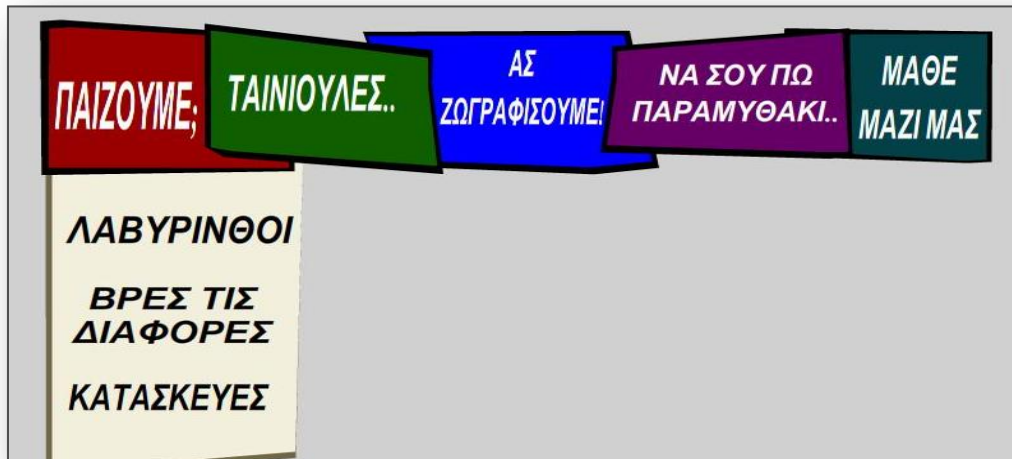 ΠΑΙΖΟΥΜΕ;
ΤΑΙΝΙΟΥΛΕΣ..
ΑΣ
ΖΩΓΡΑΦΙΣΟΥΜΕ!
ΝΑ ΣΟΥ ΠΩ
ΠΑΡΑΜΥΘΑΚΙ..
ΜΑΘΕ
ΜΑΖΙ ΜΑΣ
ΛΑΒΥΡΙΝΘΟΙ
ΒΡΕΣ ΤΙΣ
ΔΙΑΦΟΡΕΣ
ΚΑΤΑΣΚΕΥΕΣ